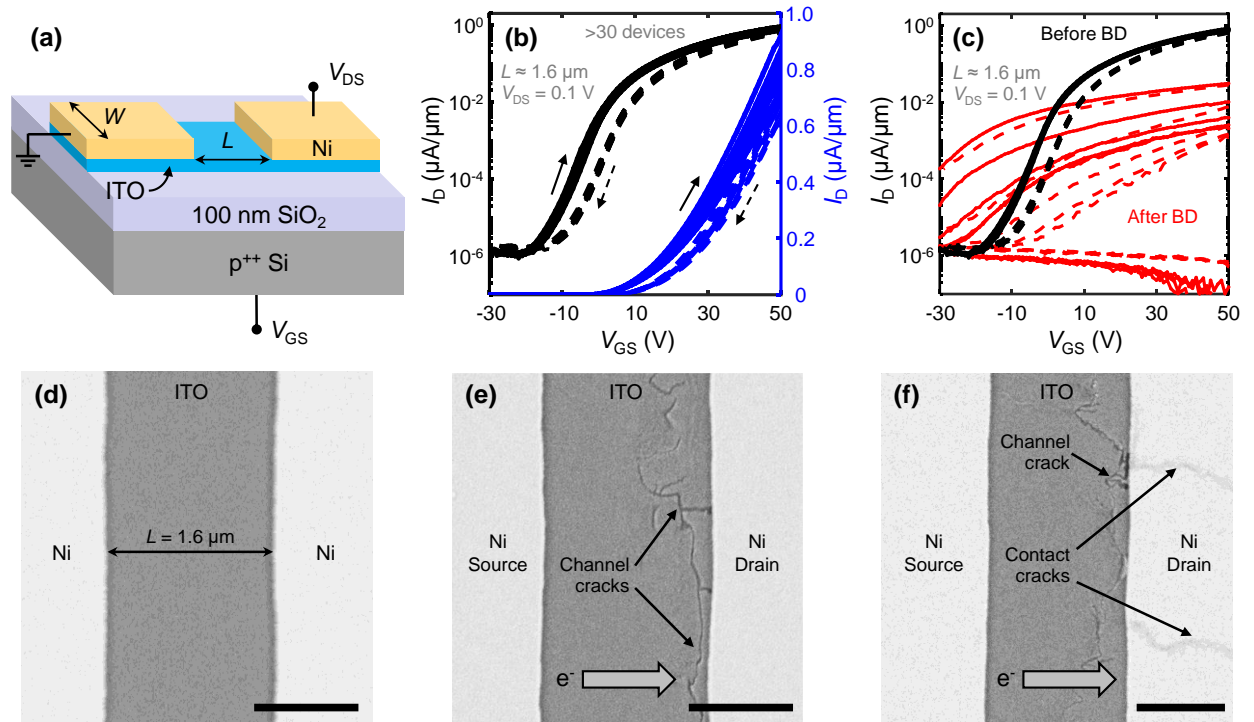 (a)
V_DS
W
L
Ni
ITO
100 nm SiO₂
p⁺⁺ Si
V_GS
(b)
>30 devices
L ≈ 1.6 µm
V_DS = 0.1 V
10⁰
10⁻²
10⁻⁴
10⁻⁶
I_D (µA/µm)
1.0
0.8
0.6
0.4
0.2
0
I_D (µA/µm)
-30 -10 10 30 50
V_GS (V)
(c)
Before BD
L ≈ 1.6 µm
V_DS = 0.1 V
After BD
10⁰
10⁻²
10⁻⁴
10⁻⁶
I_D (µA/µm)
-30 -10 10 30 50
V_GS (V)
(d)
ITO
L = 1.6 µm
Ni
Ni
(e)
ITO
Ni
Source
Channel
cracks
Ni
Drain
e⁻
(f)
ITO
Channel
crack
Ni
Source
Contact
cracks
Ni
Drain
e⁻